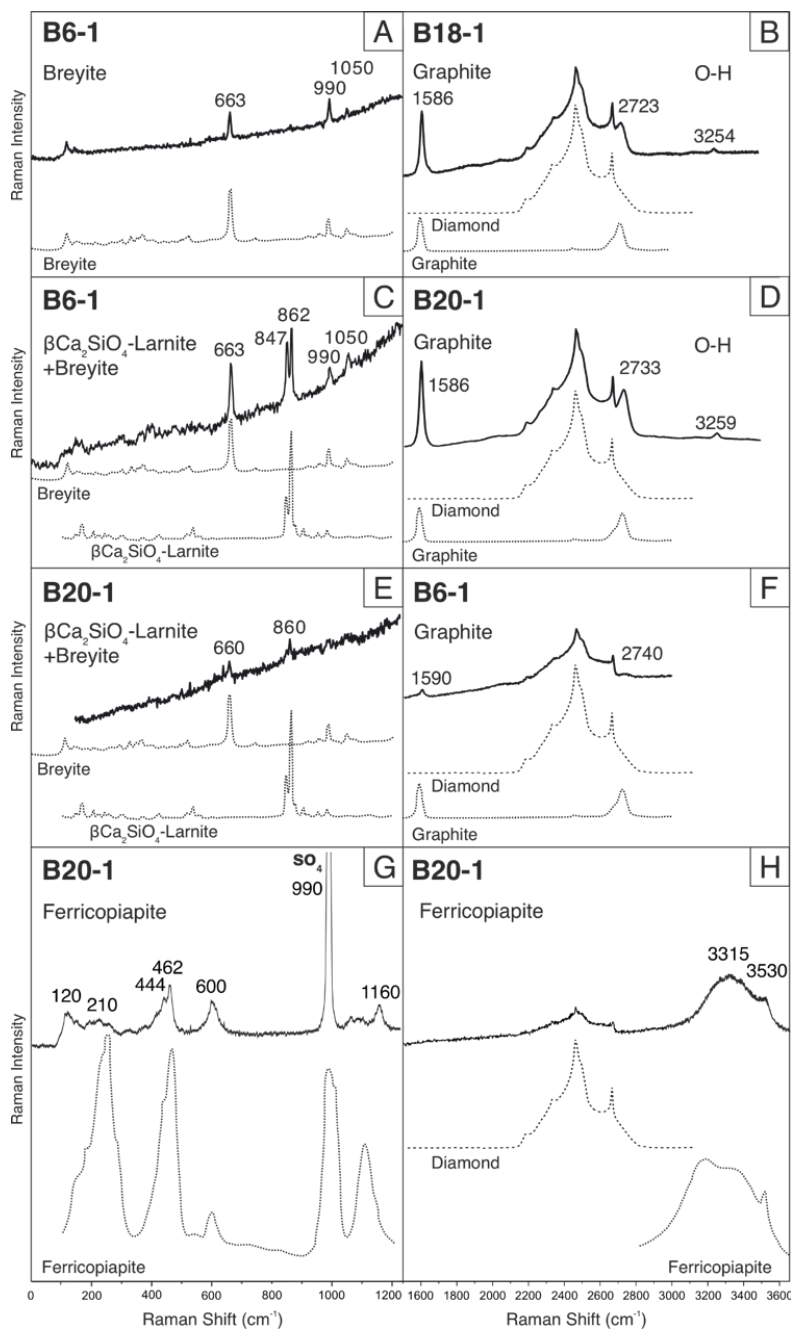 B6-1
A
Breyite
663
990
1050
Breyite
Raman Intensity
B18-1
B
Graphite
O-H
1586
2723
3254
Diamond
Graphite
B6-1
C
βCa₂SiO₄-Larnite
+Breyite
663
847
862
990
1050
Breyite
βCa₂SiO₄-Larnite
Raman Intensity
B20-1
D
Graphite
O-H
1586
2733
3259
Diamond
Graphite
B20-1
E
βCa₂SiO₄-Larnite
+Breyite
660
860
Breyite
βCa₂SiO₄-Larnite
Raman Intensity
B6-1
F
Graphite
1590
2740
Diamond
Graphite
B20-1
G
Ferricopiapite
SO₄
990
120
210
444
462
600
1160
Ferricopiapite
Raman Intensity
0 200 400 600 800 1000 1200
Raman Shift (cm⁻¹)
B20-1
H
Ferricopiapite
3315
3530
Diamond
Ferricopiapite
1600 1800 2000 2200 2400 2600 2800 3000 3200 3400 3600
Raman Shift (cm⁻¹)